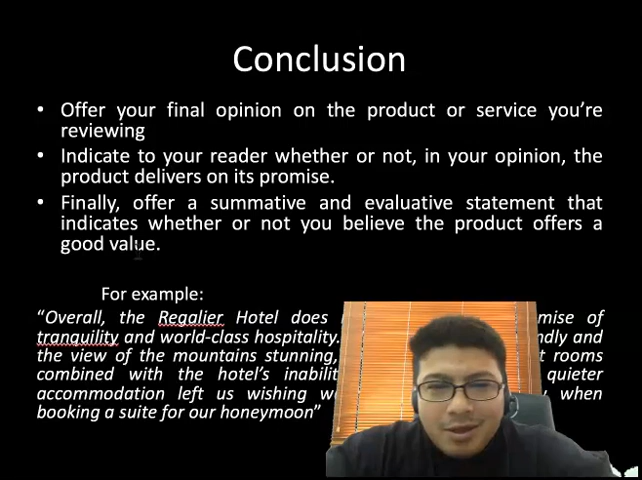 Conclusion
• Offer your final opinion on the product or service you're
reviewing
• Indicate to your reader whether or not, in your opinion, the
product delivers on its promise.
• Finally, offer a summative and evaluative statement that
indicates whether or not you believe the product offers a
good value.
For example:
“Overall, the Regalier Hotel does of
tranquility and world-class hospitality. and
the view of the mountains stunning, rooms
combined with the hotel's quieter
accommodation left us wishing when
booking a suite for our honeymoon”